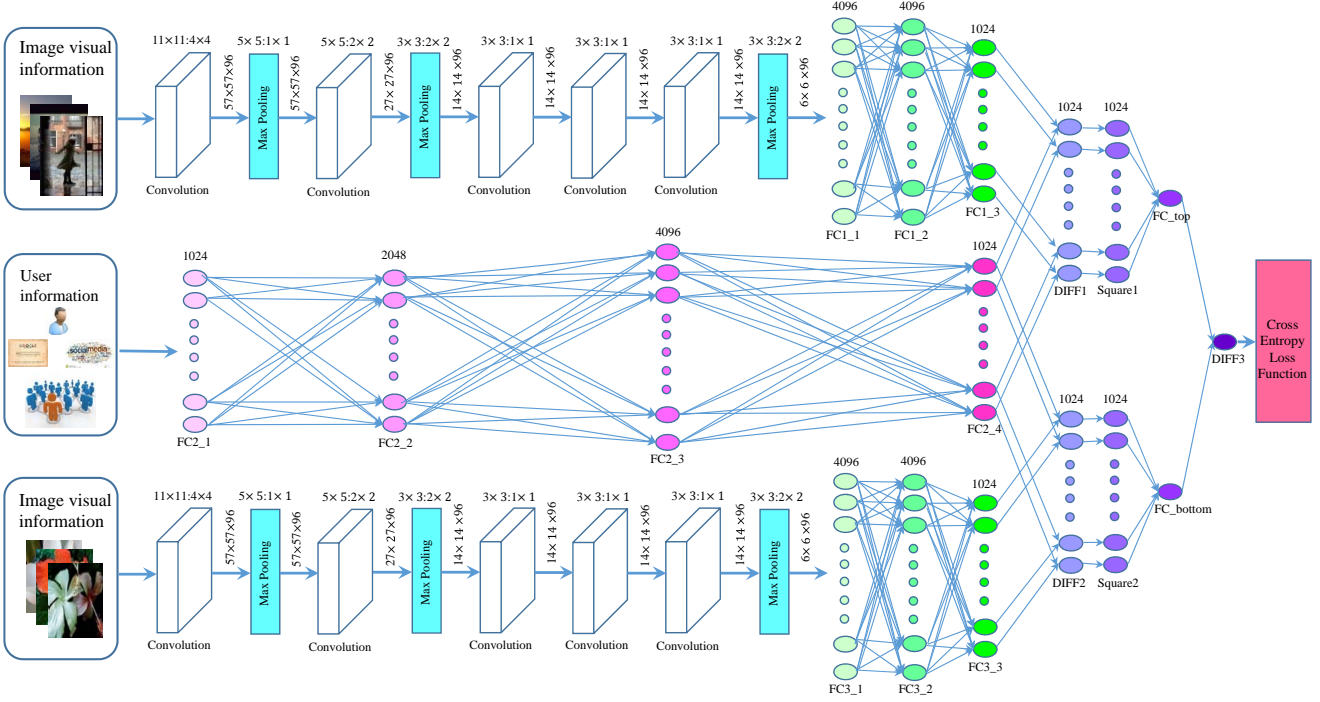 Image visual
information
11×11:4×4
Convolution
57×57×96
5× 5:1× 1
Max Pooling
57×57×96
5× 5:2× 2
Convolution
27× 27×96
3× 3:2× 2
Max Pooling
14× 14 ×96
3× 3:1× 1
Convolution
14× 14 ×96
3× 3:1× 1
Convolution
14× 14 ×96
3× 3:1× 1
Convolution
14× 14 ×96
3× 3:2× 2
Max Pooling
6× 6 ×96
4096
FC1_1
4096
FC1_2
1024
FC1_3
1024
DIFF1
1024
Square1
FC_top
User
information
socialmedia
1024
FC2_1
2048
FC2_2
4096
FC2_3
1024
FC2_4
DIFF3
Cross
Entropy
Loss
Function
Image visual
information
11×11:4×4
Convolution
57×57×96
5× 5:1× 1
Max Pooling
57×57×96
5× 5:2× 2
Convolution
27× 27×96
3× 3:2× 2
Max Pooling
14× 14 ×96
3× 3:1× 1
Convolution
14× 14 ×96
3× 3:1× 1
Convolution
3× 3:1× 1
Convolution
14× 14 ×96
3× 3:2× 2
Max Pooling
6× 6 ×96
14× 14 ×96
4096
FC3_1
4096
FC3_2
1024
FC3_3
1024
DIFF2
1024
Square2
FC_bottom